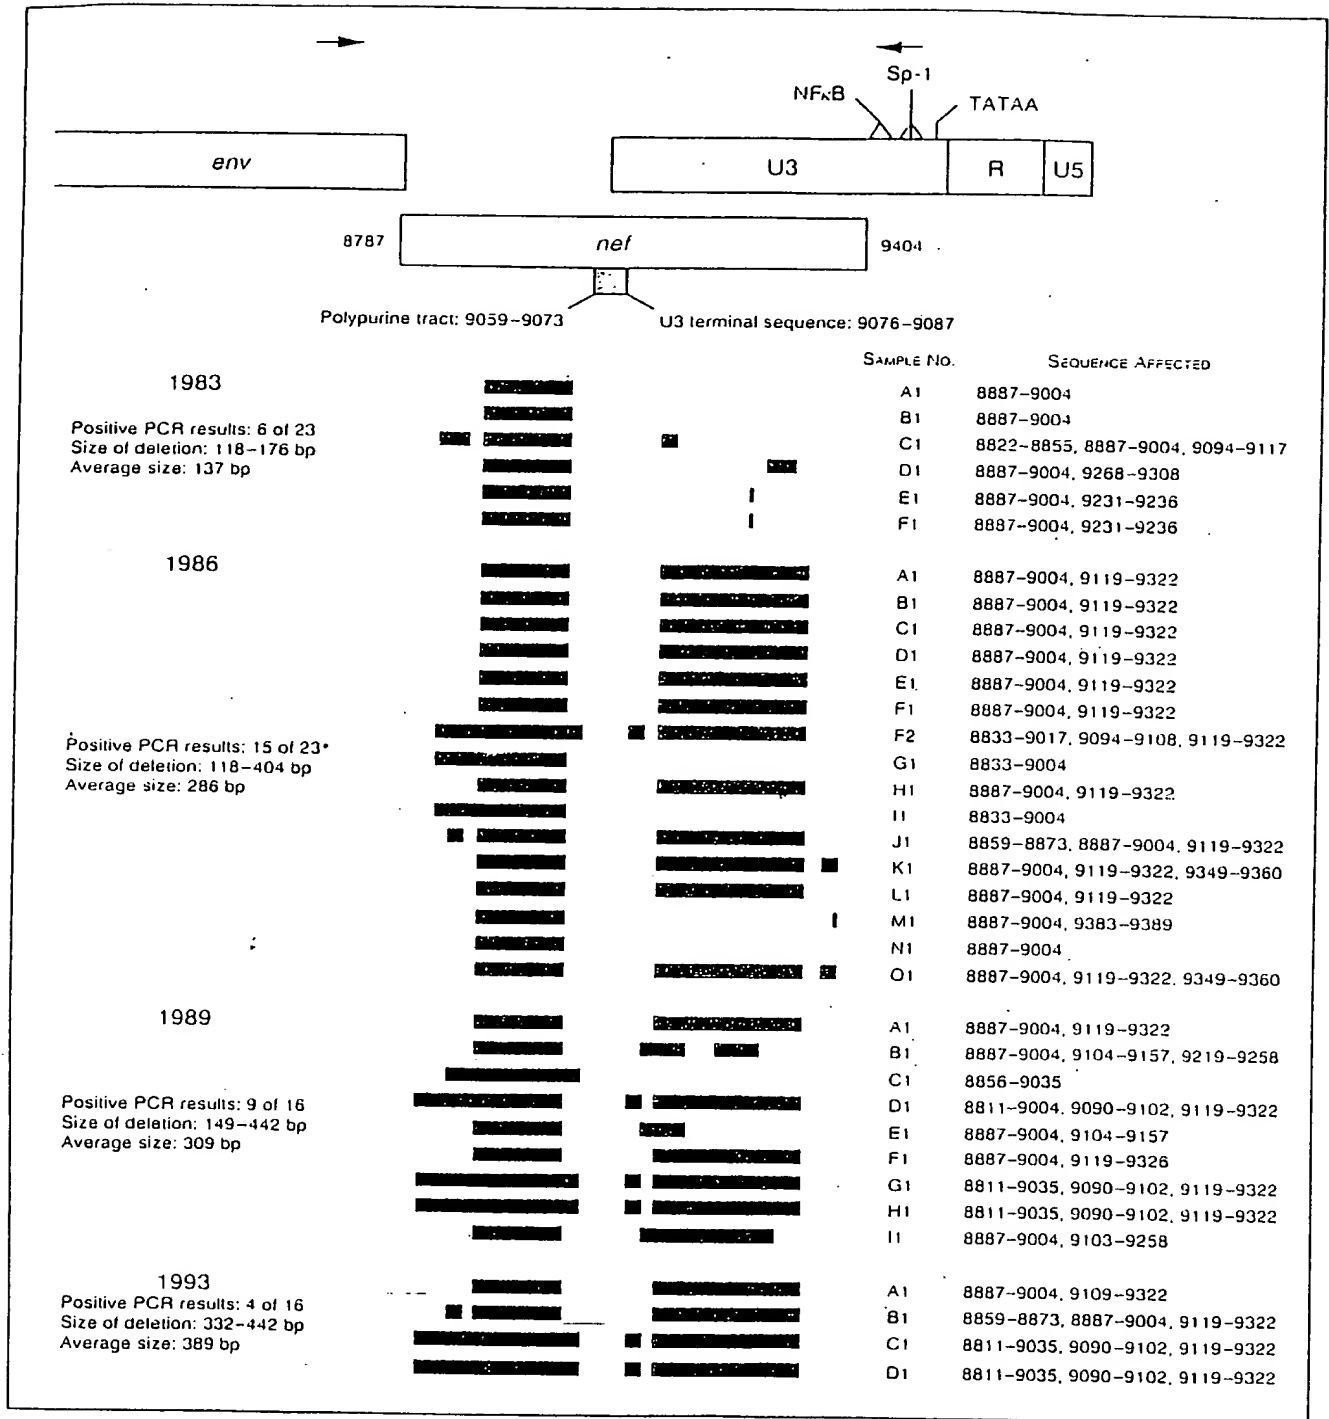 Sp-1
NFκB
TATAA
env
U3
R
U5
8787
nef
9404
Polypurine tract: 9059–9073
U3 terminal sequence: 9076–9087
SAMPLE NO.
SEQUENCE AFFECTED
1983
Positive PCR results: 6 of 23
Size of deletion: 118–176 bp
Average size: 137 bp
A1 8887–9004
B1 8887–9004
C1 8822–8855, 8887–9004, 9094–9117
D1 8887–9004, 9268–9308
E1 8887–9004, 9231–9236
F1 8887–9004, 9231–9236
1986
Positive PCR results: 15 of 23*
Size of deletion: 118–404 bp
Average size: 286 bp
A1 8887–9004, 9119–9322
B1 8887–9004, 9119–9322
C1 8887–9004, 9119–9322
D1 8887–9004, 9119–9322
E1 8887–9004, 9119–9322
F1 8887–9004, 9119–9322
F2 8833–9017, 9094–9108, 9119–9322
G1 8833–9004
H1 8887–9004, 9119–9322
I1 8833–9004
J1 8859–8873, 8887–9004, 9119–9322
K1 8887–9004, 9119–9322, 9349–9360
L1 8887–9004, 9119–9322
M1 8887–9004, 9383–9389
N1 8887–9004
O1 8887–9004, 9119–9322, 9349–9360
1989
Positive PCR results: 9 of 16
Size of deletion: 149–442 bp
Average size: 309 bp
A1 8887–9004, 9119–9322
B1 8887–9004, 9104–9157, 9219–9258
C1 8856–9035
D1 8811–9004, 9090–9102, 9119–9322
E1 8887–9004, 9104–9157
F1 8887–9004, 9119–9326
G1 8811–9035, 9090–9102, 9119–9322
H1 8811–9035, 9090–9102, 9119–9322
I1 8887–9004, 9103–9258
1993
Positive PCR results: 4 of 16
Size of deletion: 332–442 bp
Average size: 389 bp
A1 8887–9004, 9109–9322
B1 8859–8873, 8887–9004, 9119–9322
C1 8811–9035, 9090–9102, 9119–9322
D1 8811–9035, 9090–9102, 9119–9322